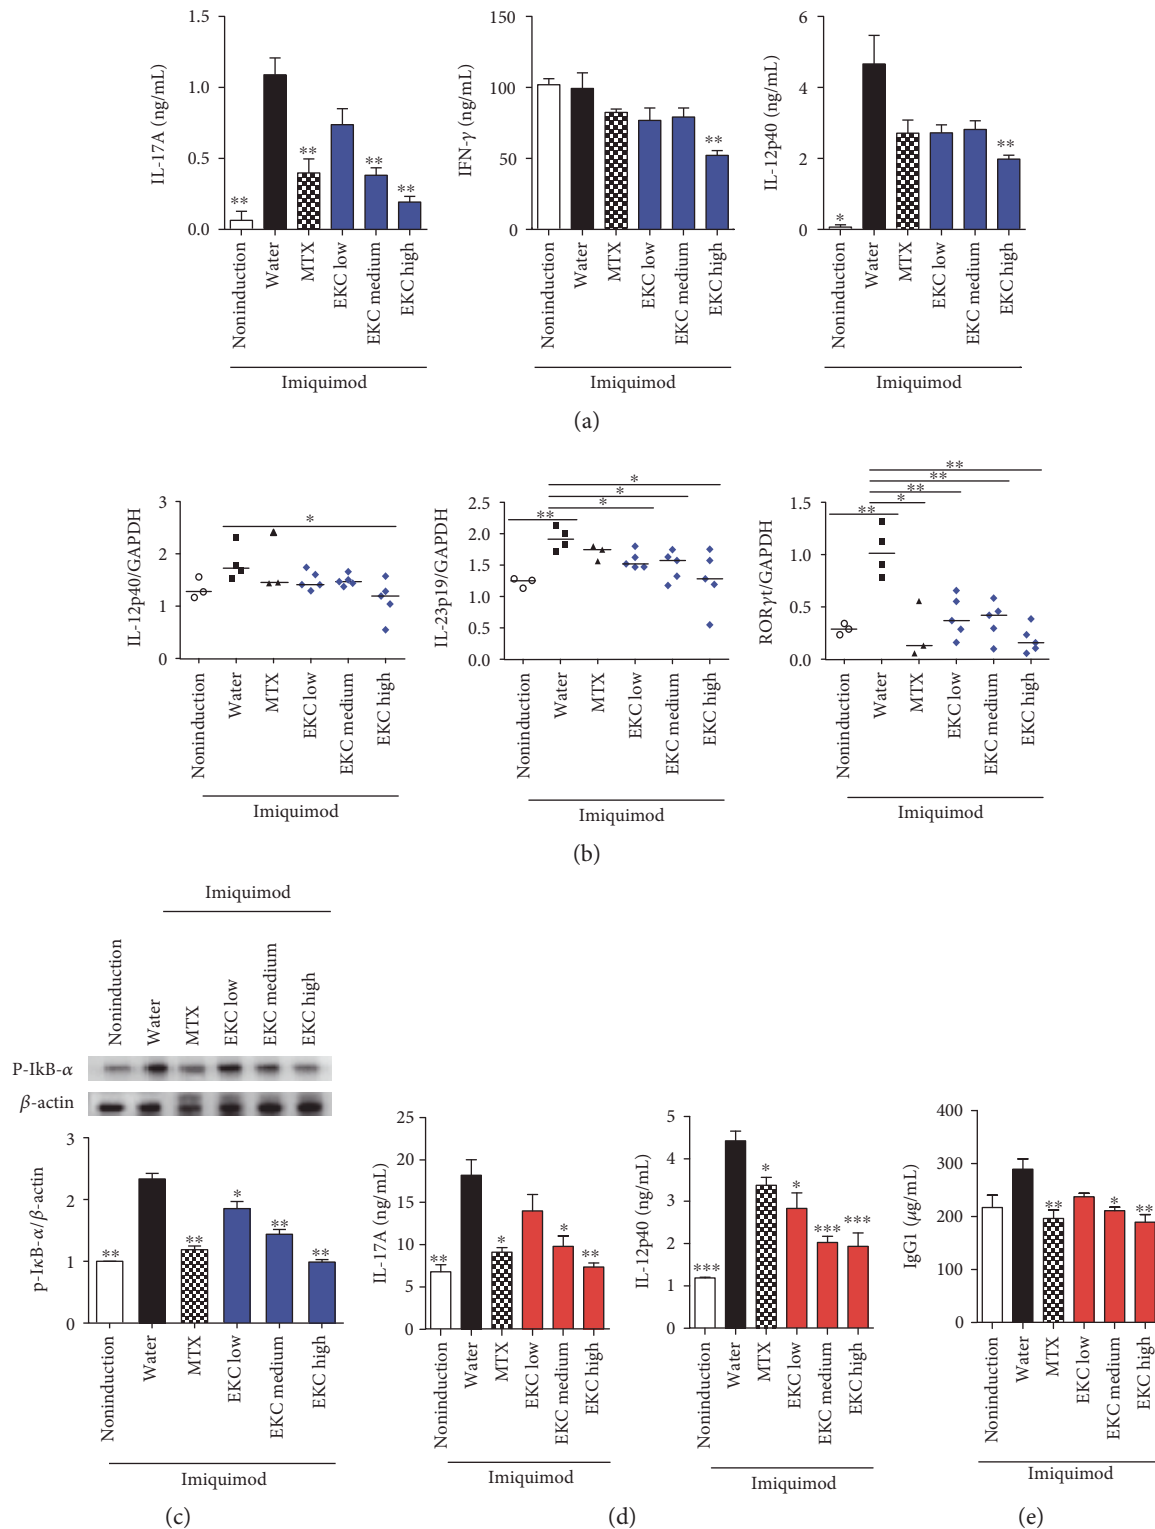 IL-17A (ng/mL)
1.5
1.0
0.5
0.0
**
**
**
**
Noninduction
Water
MTX
EKC low
EKC medium
EKC high
Imiquimod
IFN-γ (ng/mL)
150
100
50
0
**
Noninduction
Water
MTX
EKC low
EKC medium
EKC high
Imiquimod
IL-12p40 (ng/mL)
6
4
2
0
*
**
Noninduction
Water
MTX
EKC low
EKC medium
EKC high
Imiquimod
(a)
IL-12p40/GAPDH
3
2
1
0
*
Noninduction
Water
MTX
EKC low
EKC medium
EKC high
Imiquimod
IL-23p19/GAPDH
2.5
2.0
1.5
1.0
0.5
0.0
*
*
*
**
Noninduction
Water
MTX
EKC low
EKC medium
EKC high
Imiquimod
RORγt/GAPDH
1.5
1.0
0.5
0.0
**
**
**
*
**
Noninduction
Water
MTX
EKC low
EKC medium
EKC high
Imiquimod
(b)
Imiquimod
Noninduction
Water
MTX
EKC low
EKC medium
EKC high
P-IkB-α
β-actin
p-IκB-α/β-actin
3
2
1
0
**
**
*
**
**
Noninduction
Water
MTX
EKC low
EKC medium
EKC high
Imiquimod
(c)
IL-17A (ng/mL)
25
20
15
10
5
0
**
*
*
**
Noninduction
Water
MTX
EKC low
EKC medium
EKC high
Imiquimod
IL-12p40 (ng/mL)
5
4
3
2
1
0
***
*
*
***
***
Noninduction
Water
MTX
EKC low
EKC medium
EKC high
Imiquimod
(d)
IgG1 (μg/mL)
400
300
200
100
0
**
*
**
Noninduction
Water
MTX
EKC low
EKC medium
EKC high
Imiquimod
(e)